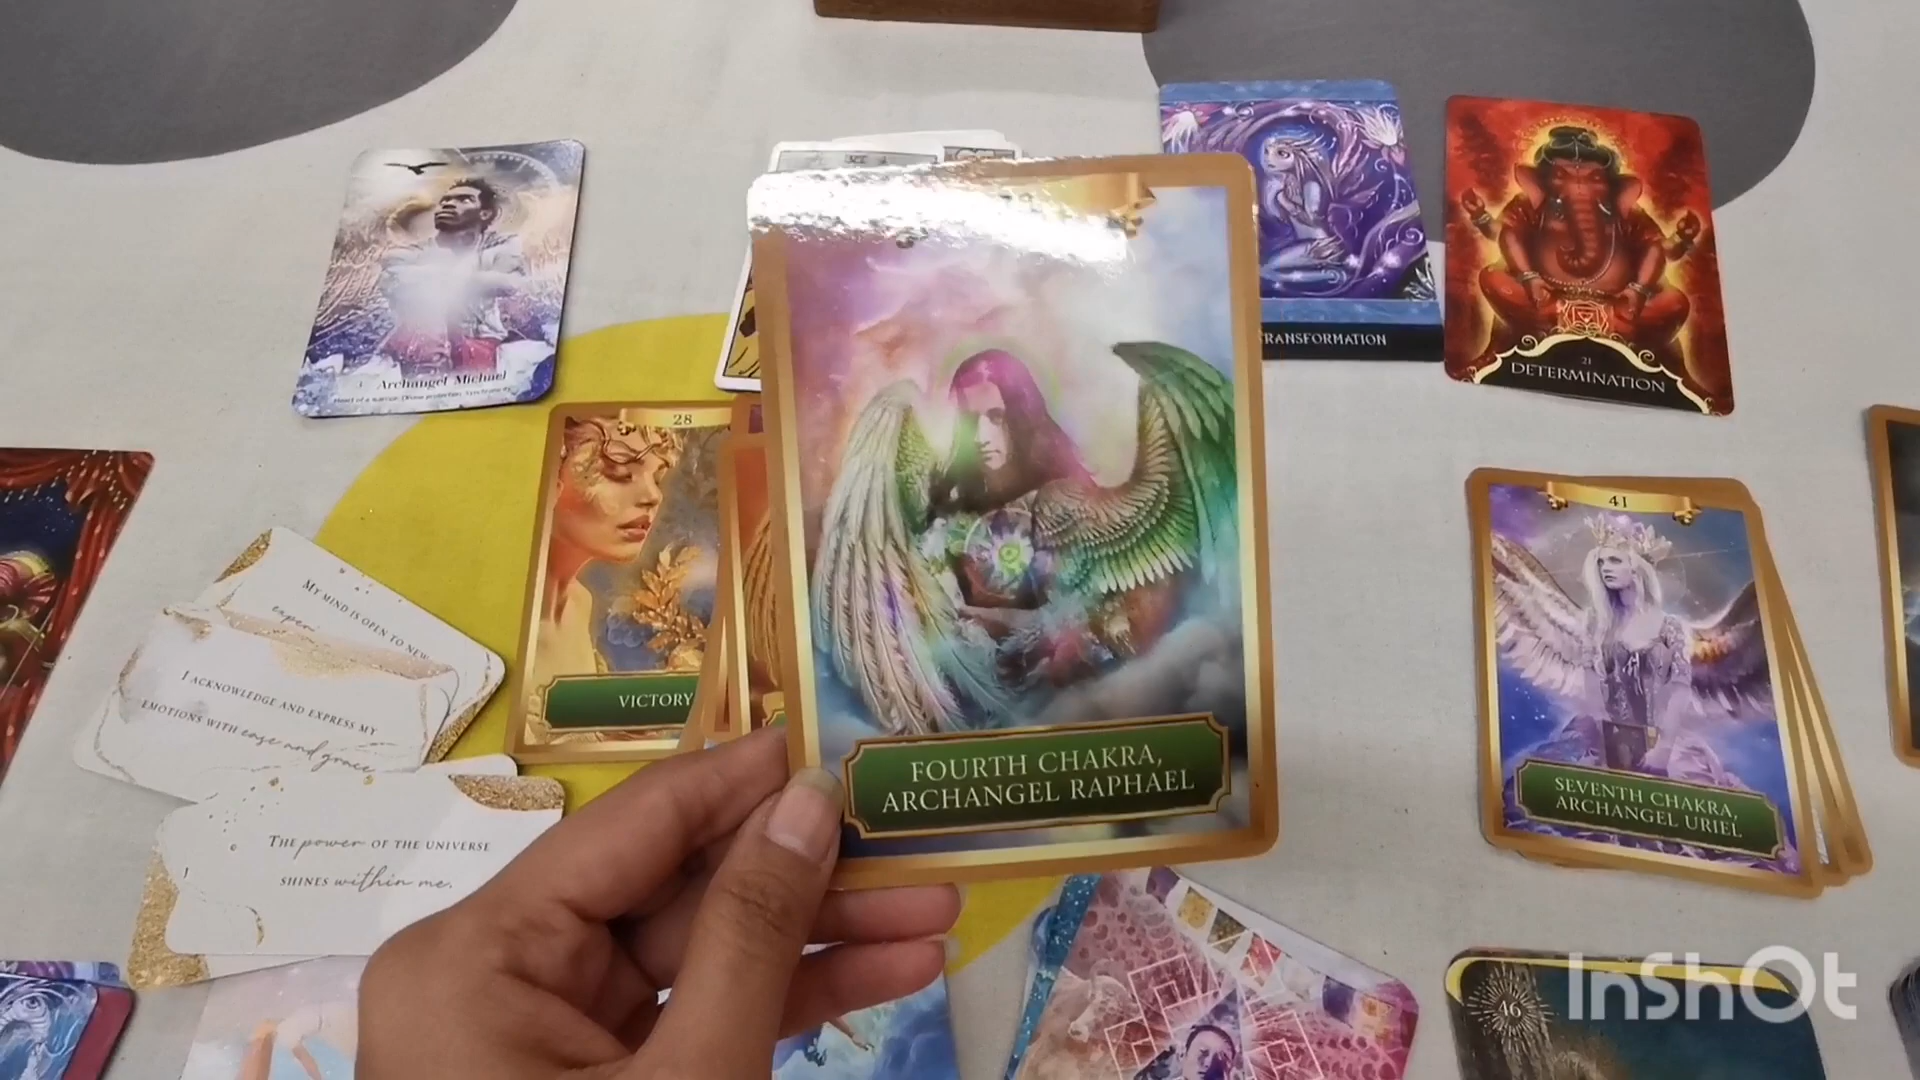 Archangel Michael
TRANSFORMATION
21
DETERMINATION
28
VICTORY
FOURTH CHAKRA,
ARCHANGEL RAPHAEL
41
SEVENTH CHAKRA,
ARCHANGEL URIEL
MY MIND IS OPEN TO NEW
I ACKNOWLEDGE AND EXPRESS MY
EMOTIONS WITH ease and grace.
THE power OF THE UNIVERSE
SHINES within me.
46
InShOt